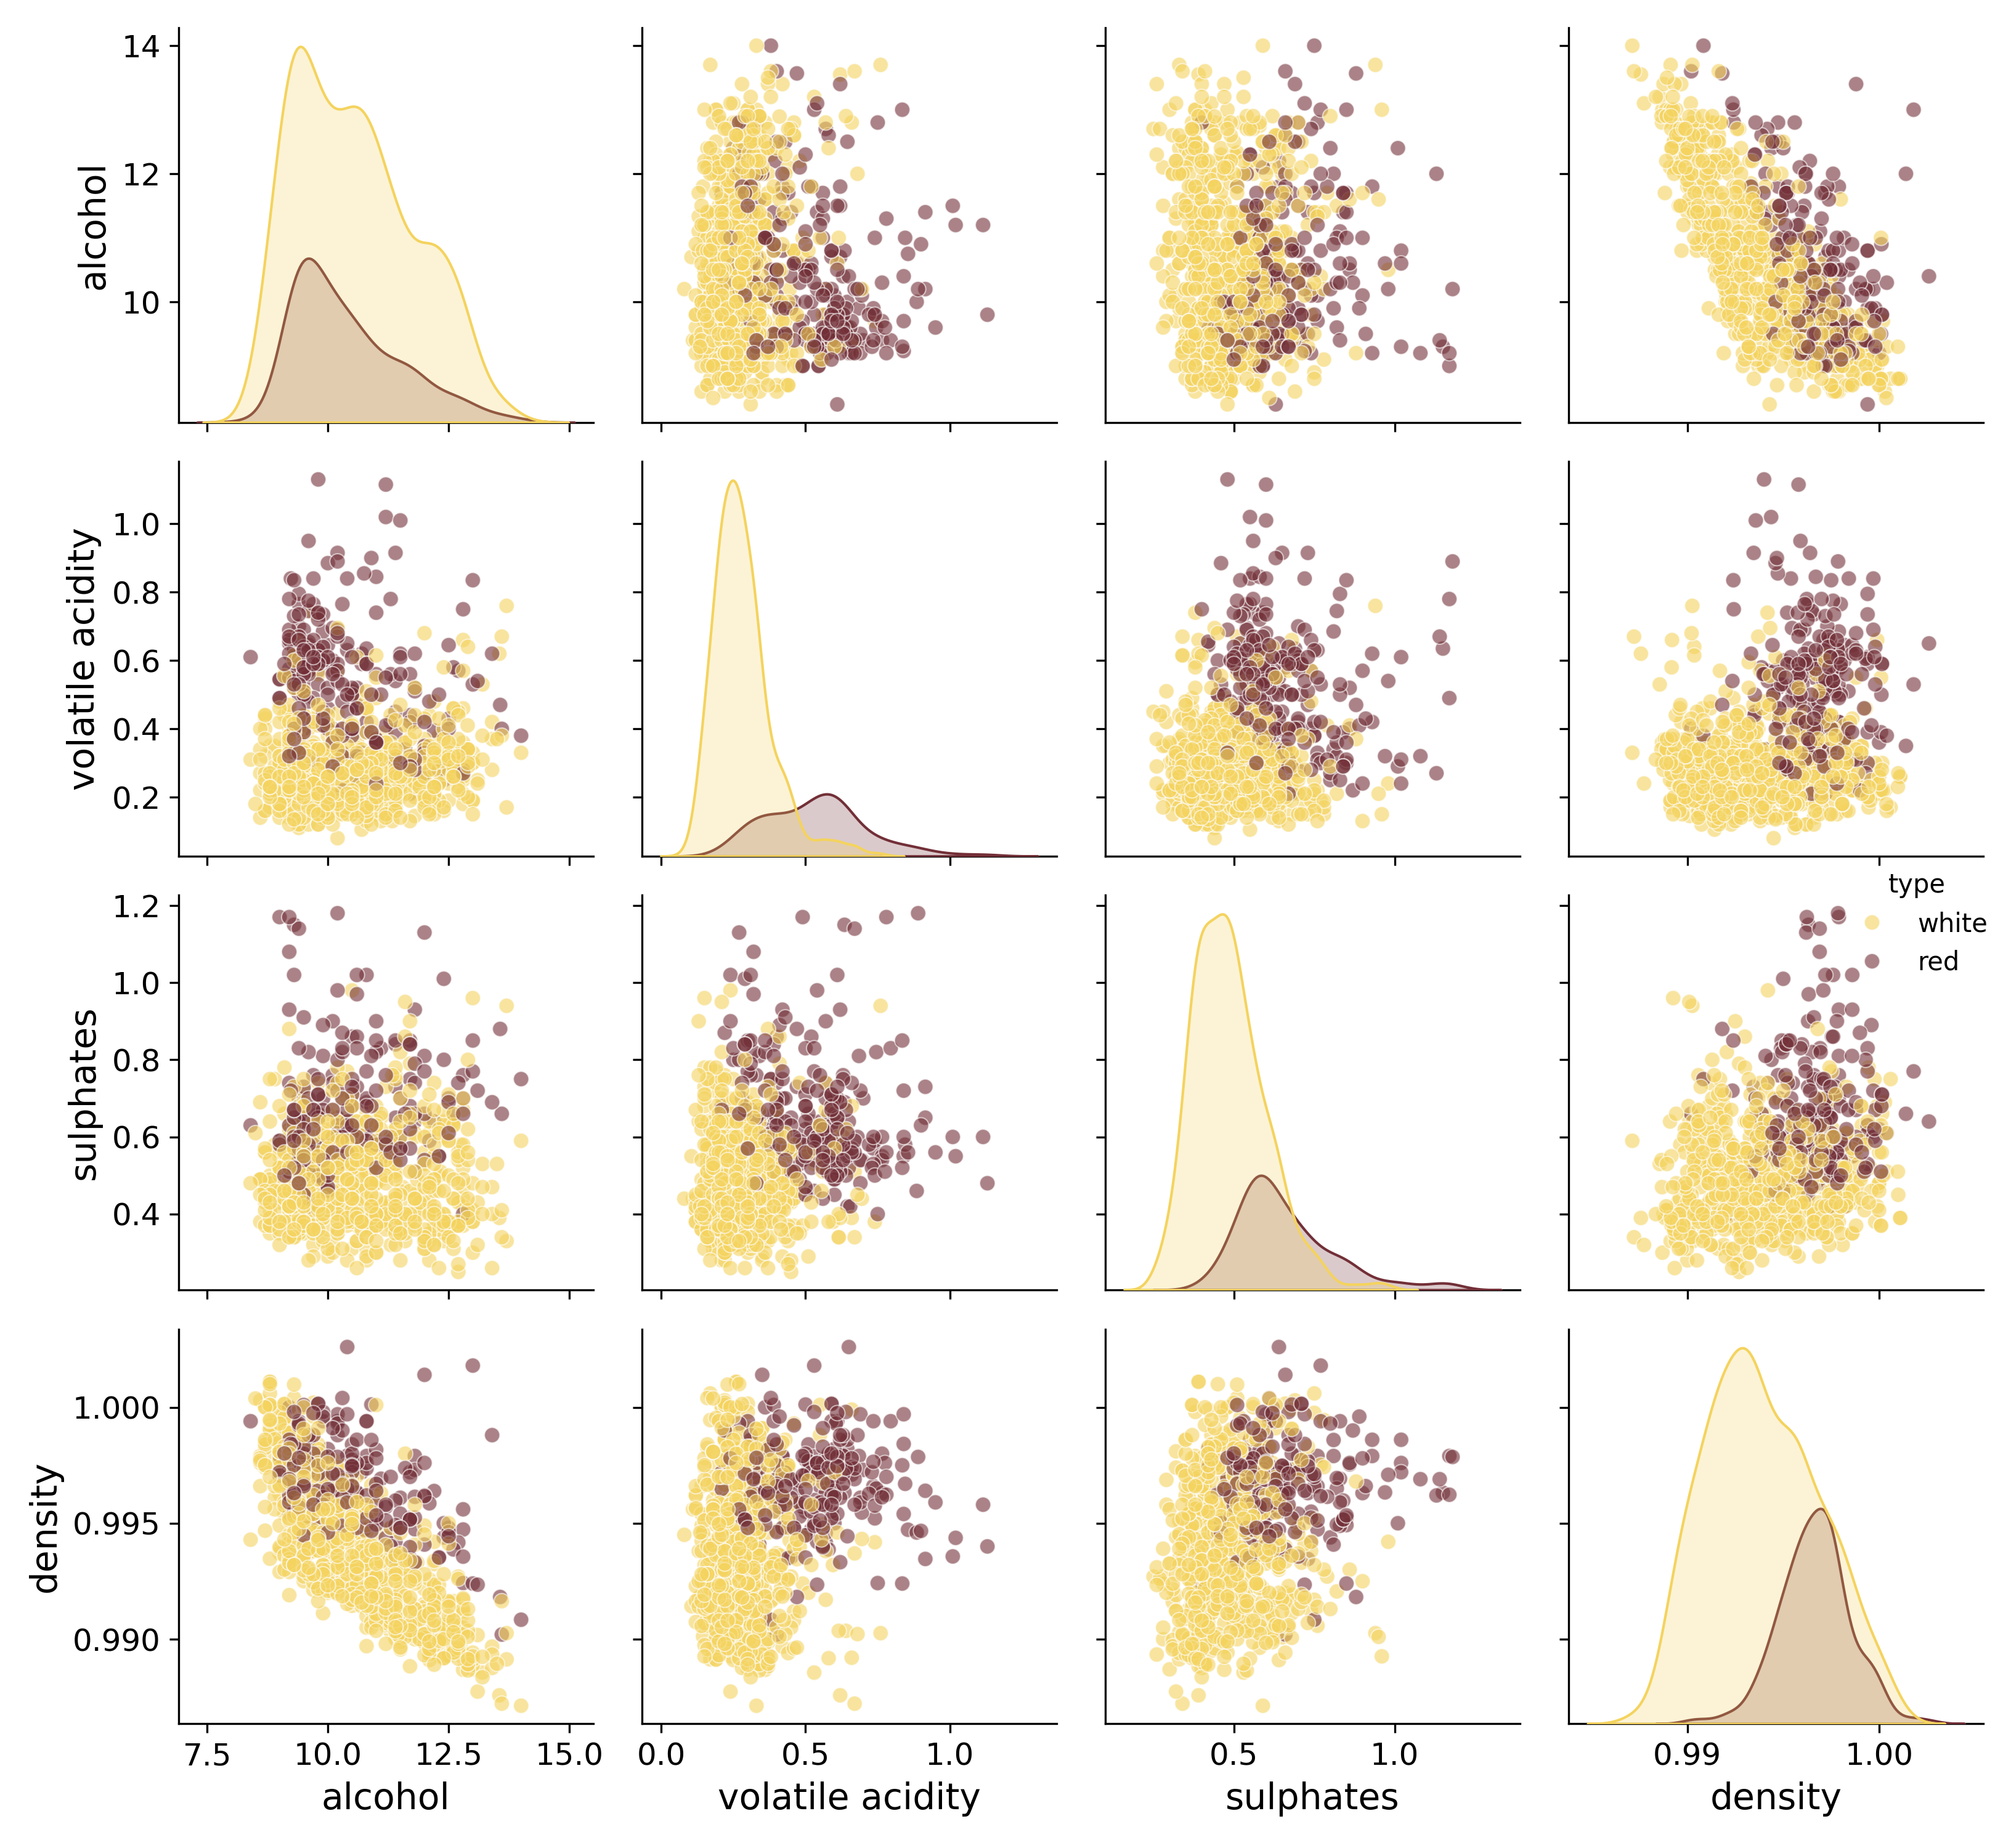 14
12
10
alcohol
1.0
0.8
0.6
0.4
0.2
volatile acidity
type
white
red
1.2
1.0
0.8
0.6
0.4
sulphates
1.000
0.995
0.990
density
7.5 10.0 12.5 15.0
0.0 0.5 1.0
0.5 1.0
0.99 1.00
alcohol
volatile acidity
sulphates
density